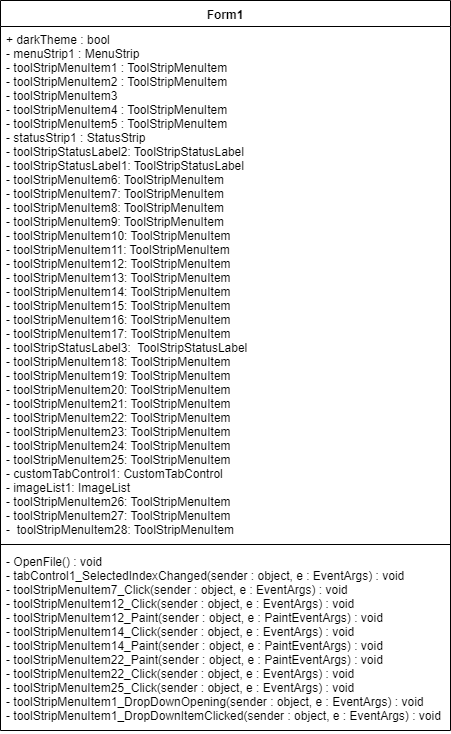 Form1
+ darkTheme : bool
- menuStrip1 : MenuStrip
- toolStripMenuItem1 : ToolStripMenuItem
- toolStripMenuItem2 : ToolStripMenuItem
- toolStripMenuItem3
- toolStripMenuItem4 : ToolStripMenuItem
- toolStripMenuItem5 : ToolStripMenuItem
- statusStrip1 : StatusStrip
- toolStripStatusLabel2: ToolStripStatusLabel
- toolStripStatusLabel1: ToolStripStatusLabel
- toolStripMenuItem6: ToolStripMenuItem
- toolStripMenuItem7: ToolStripMenuItem
- toolStripMenuItem8: ToolStripMenuItem
- toolStripMenuItem9: ToolStripMenuItem
- toolStripMenuItem10: ToolStripMenuItem
- toolStripMenuItem11: ToolStripMenuItem
- toolStripMenuItem12: ToolStripMenuItem
- toolStripMenuItem13: ToolStripMenuItem
- toolStripMenuItem14: ToolStripMenuItem
- toolStripMenuItem15: ToolStripMenuItem
- toolStripMenuItem16: ToolStripMenuItem
- toolStripMenuItem17: ToolStripMenuItem
- toolStripStatusLabel3:  ToolStripStatusLabel
- toolStripMenuItem18: ToolStripMenuItem
- toolStripMenuItem19: ToolStripMenuItem
- toolStripMenuItem20: ToolStripMenuItem
- toolStripMenuItem21: ToolStripMenuItem
- toolStripMenuItem22: ToolStripMenuItem
- toolStripMenuItem23: ToolStripMenuItem
- toolStripMenuItem24: ToolStripMenuItem
- toolStripMenuItem25: ToolStripMenuItem
- customTabControl1: CustomTabControl
- imageList1: ImageList
- toolStripMenuItem26: ToolStripMenuItem
- toolStripMenuItem27: ToolStripMenuItem
-  toolStripMenuItem28: ToolStripMenuItem
- OpenFile() : void
- tabControl1_SelectedIndexChanged(sender : object, e : EventArgs) : void
- toolStripMenuItem7_Click(sender : object, e : EventArgs) : void
- toolStripMenuItem12_Click(sender : object, e : EventArgs) : void
- toolStripMenuItem12_Paint(sender : object, e : PaintEventArgs) : void
- toolStripMenuItem14_Click(sender : object, e : EventArgs) : void
- toolStripMenuItem14_Paint(sender : object, e : PaintEventArgs) : void
- toolStripMenuItem22_Paint(sender : object, e : PaintEventArgs) : void
- toolStripMenuItem22_Click(sender : object, e : EventArgs) : void
- toolStripMenuItem25_Click(sender : object, e : EventArgs) : void
- toolStripMenuItem1_DropDownOpening(sender : object, e : EventArgs) : void
- toolStripMenuItem1_DropDownItemClicked(sender : object, e : EventArgs) : void